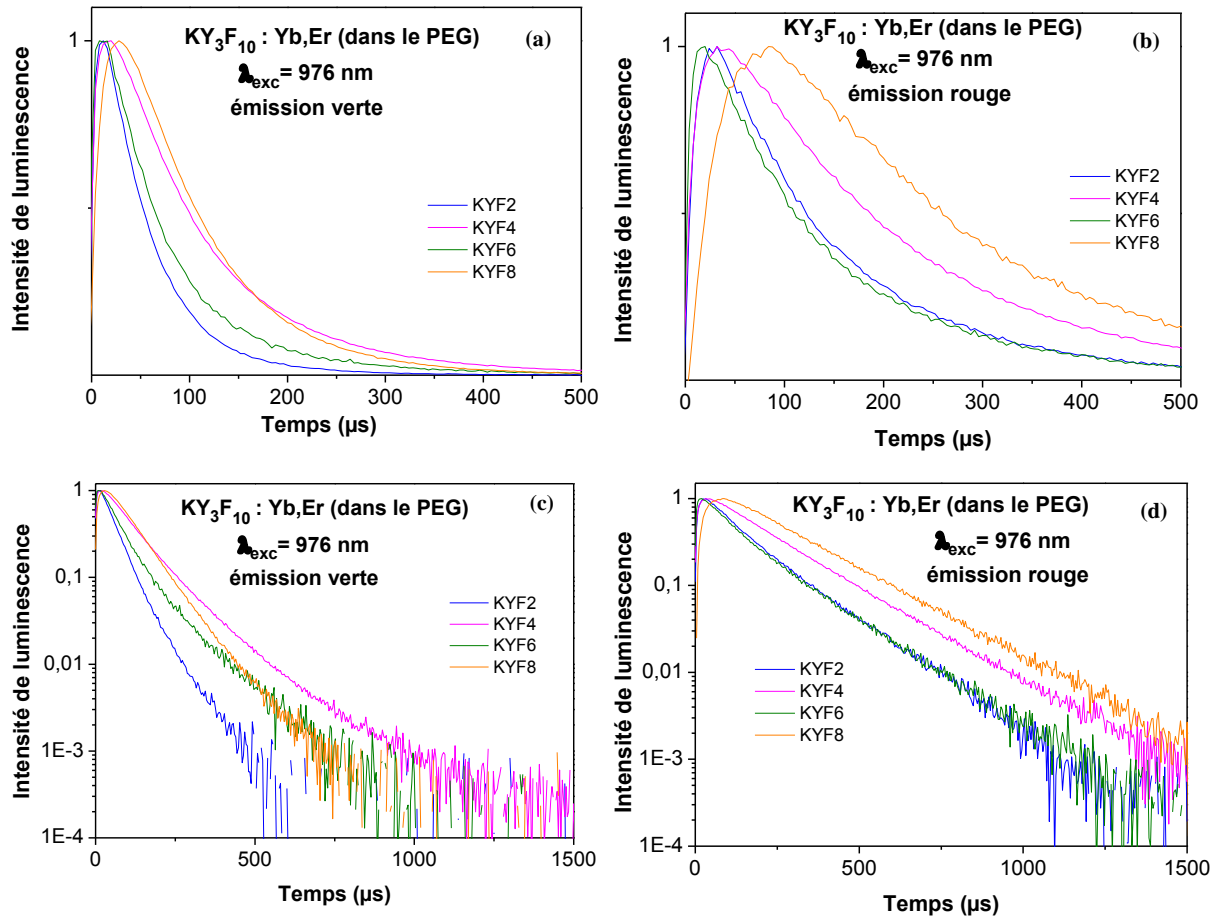 KY3F10 : Yb,Er (dans le PEG)
(a)
λexc= 976 nm
émission verte
KYF2
KYF4
KYF6
KYF8
Intensité de luminescence
1
0
100
200
300
400
500
Temps (µs)
KY3F10 : Yb,Er (dans le PEG)
(b)
λexc= 976 nm
émission rouge
KYF2
KYF4
KYF6
KYF8
Intensité de luminescence
1
0
100
200
300
400
500
Temps (µs)
KY3F10 : Yb,Er (dans le PEG)
(c)
λexc= 976 nm
émission verte
KYF2
KYF4
KYF6
KYF8
Intensité de luminescence
1
0,1
0,01
1E-3
1E-4
0
500
1000
1500
Temps (µs)
KY3F10 : Yb,Er (dans le PEG)
(d)
λexc= 976 nm
émission rouge
KYF2
KYF4
KYF6
KYF8
Intensité de luminescence
1
0,1
0,01
1E-3
1E-4
0
500
1000
1500
Temps (µs)